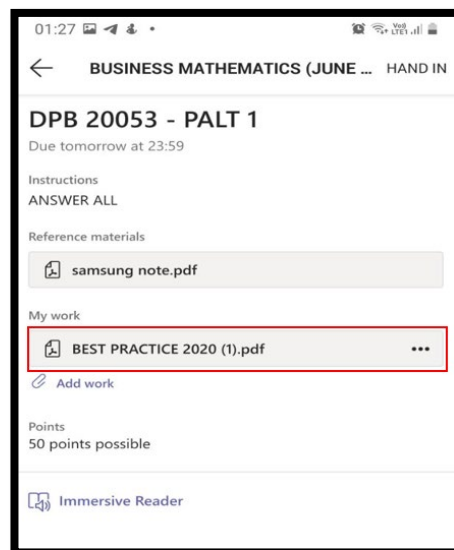 01:27
BUSINESS MATHEMATICS (JUNE ... HAND IN
DPB 20053 - PALT 1
Due tomorrow at 23:59
Instructions
ANSWER ALL
Reference materials
samsung note.pdf
My work
BEST PRACTICE 2020 (1).pdf
Add work
Points
50 points possible
Immersive Reader